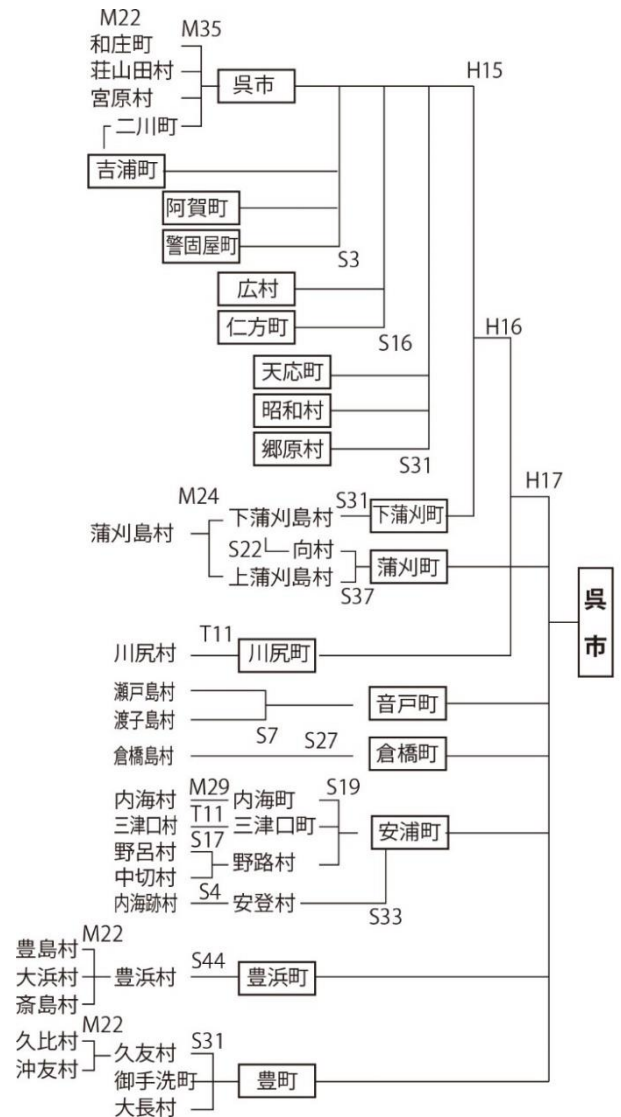 M22
M35
和庄町
荘山田村
宮原村
二川町
呉市
H15
吉浦町
阿賀町
警固屋町
S3
広村
仁方町
S16
H16
天応町
昭和村
郷原村
S31
H17
M24
蒲刈島村
下蒲刈島村
S31
下蒲刈町
S22
向村
上蒲刈島村
S37
蒲刈町
呉市
川尻村
T11
川尻町
瀬戸島村
渡子島村
S7
音戸町
倉橋島村
S27
倉橋町
内海村
M29
内海町
S19
三津口村
T11
三津口町
安浦町
野呂村
S17
中切村
野路村
内海跡村
S4
安登村
S33
豊島村
M22
大浜村
斎島村
豊浜村
S44
豊浜町
久比村
M22
沖友村
久友村
S31
御手洗町
大長村
豊町